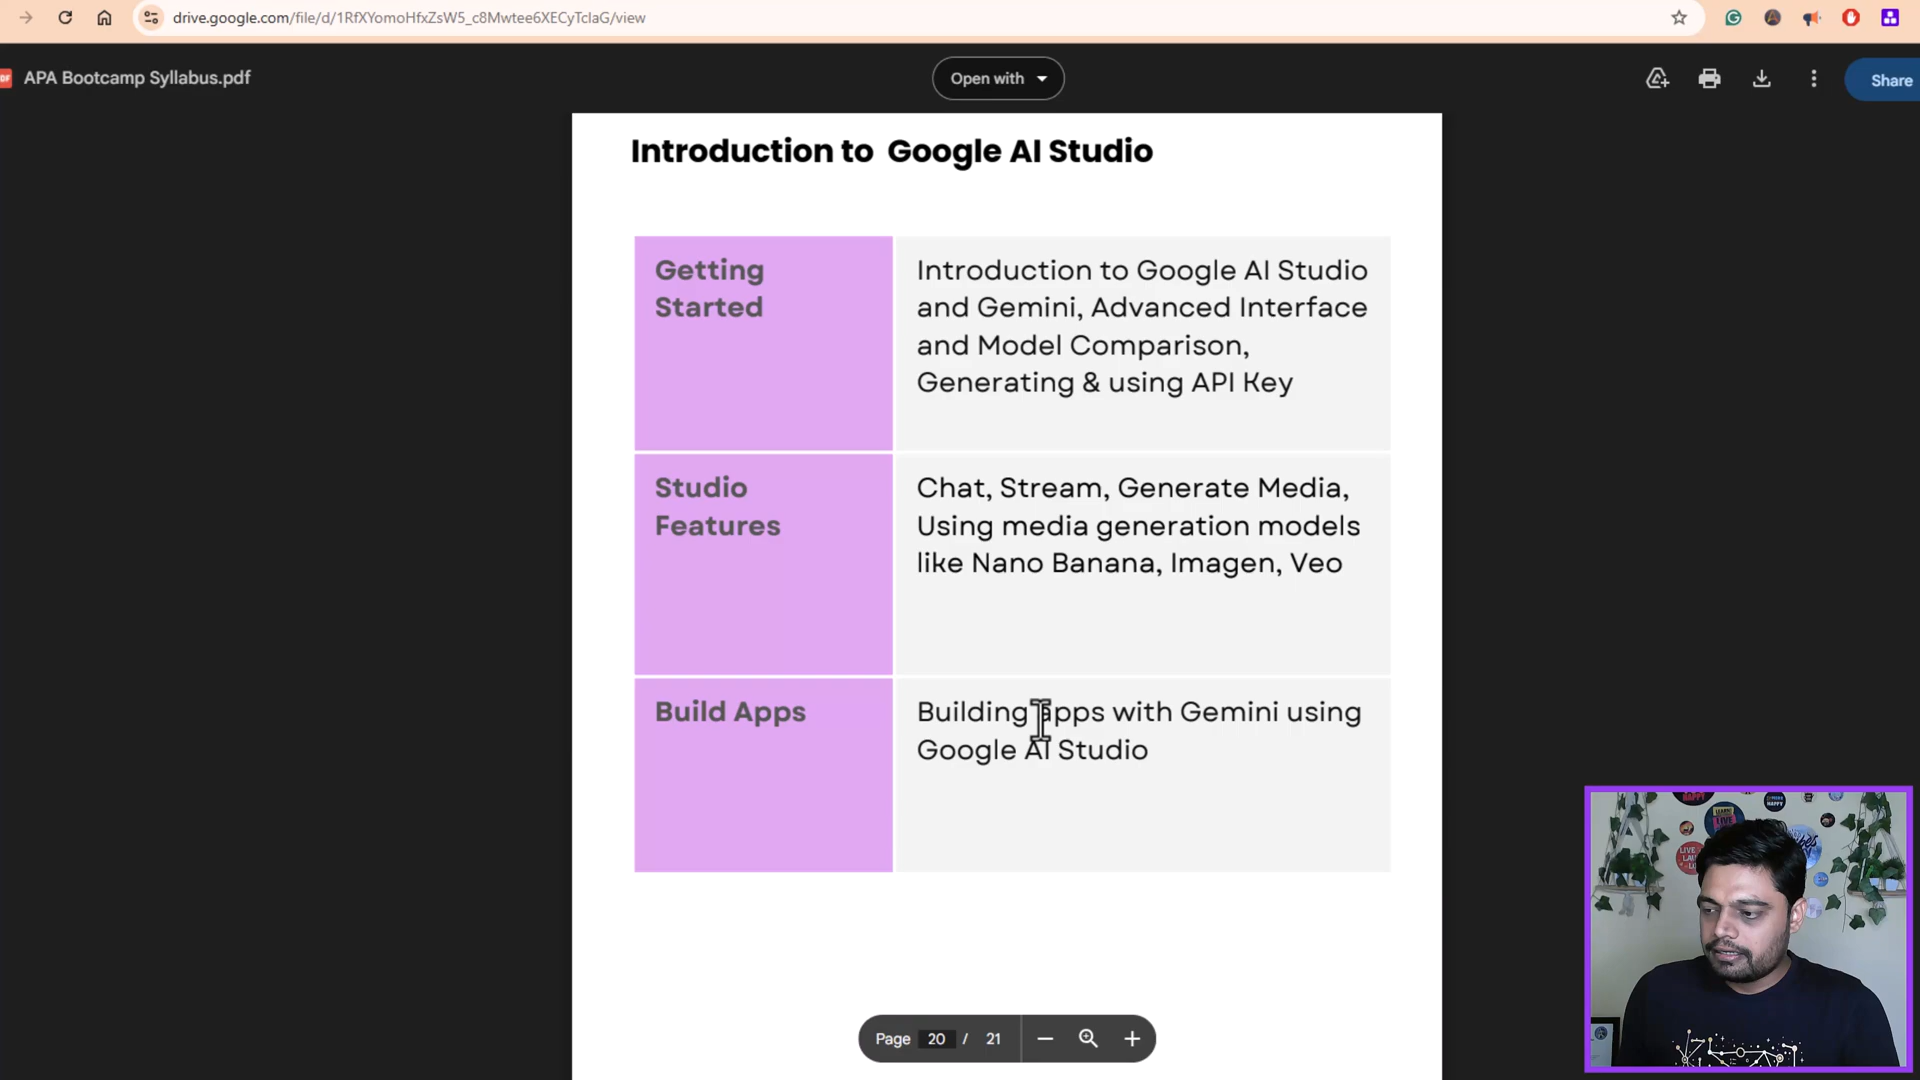 drive.google.com/file/d/1RfXYomoHfxZsW5_c8Mwtee6XECyTclaG/view
APA Bootcamp Syllabus.pdf
Open with
Share
Introduction to Google AI Studio
Getting
Started
Introduction to Google AI Studio
and Gemini, Advanced Interface
and Model Comparison,
Generating & using API Key
Studio
Features
Chat, Stream, Generate Media,
Using media generation models
like Nano Banana, Imagen, Veo
Build Apps
Building apps with Gemini using
Google AI Studio
Page 20 / 21